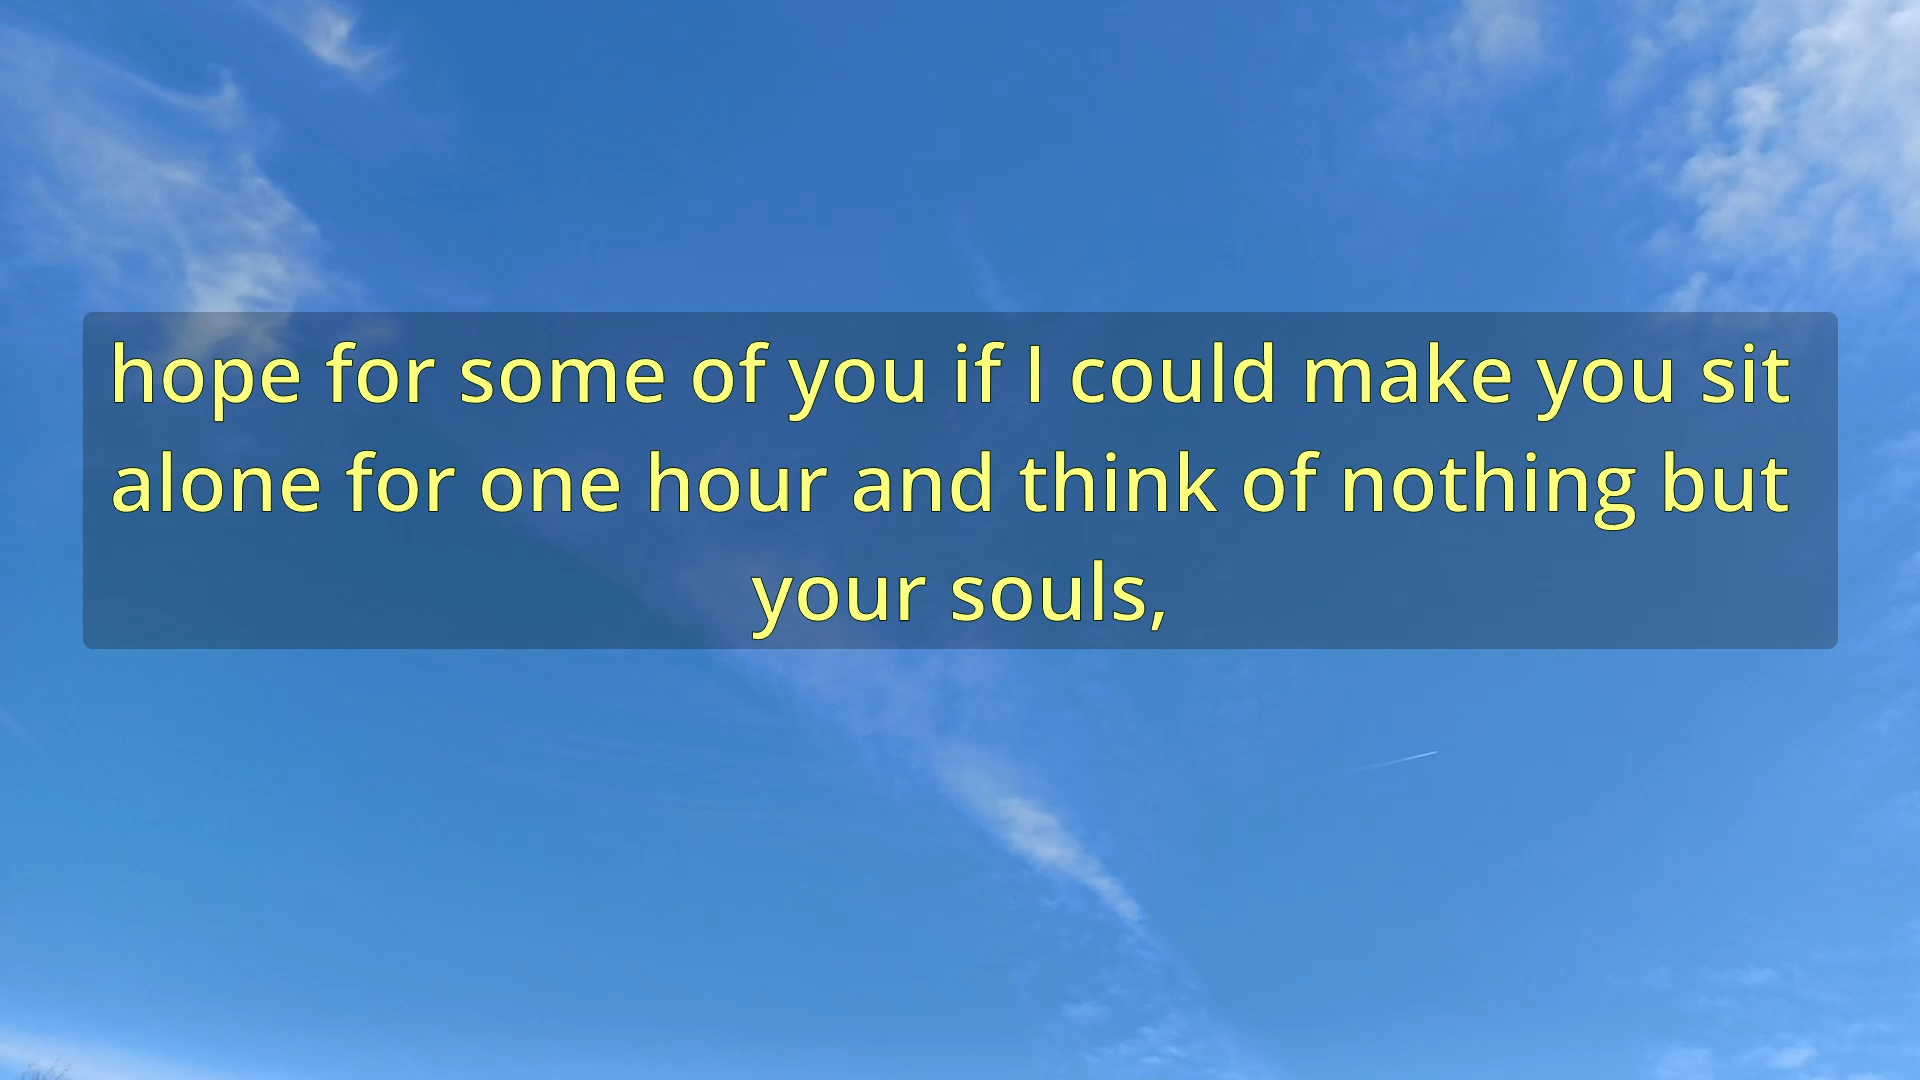 hope for some of you if I could make you sit
alone for one hour and think of nothing but
your souls,